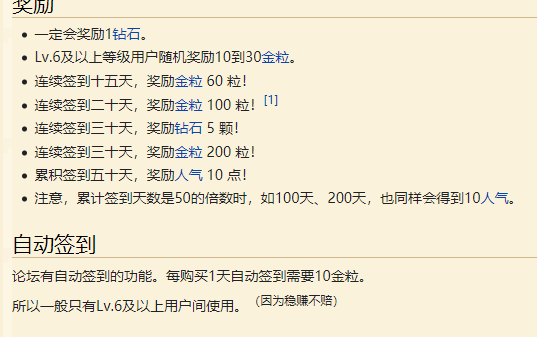 奖励
一定会奖励1钻石。
Lv.6及以上等级用户随机奖励10到30金粒。
连续签到十五天，奖励金粒 60 粒！
连续签到二十天，奖励金粒 100 粒！[1]
连续签到三十天，奖励钻石 5 颗！
连续签到三十天，奖励金粒 200 粒！
累积签到五十天，奖励人气 10 点！
注意，累计签到天数是50的倍数时，如100天、200天，也同样会得到10人气。
自动签到
论坛有自动签到的功能。每购买1天自动签到需要10金粒。
所以一般只有Lv.6及以上用户间使用。（因为稳赚不赔）